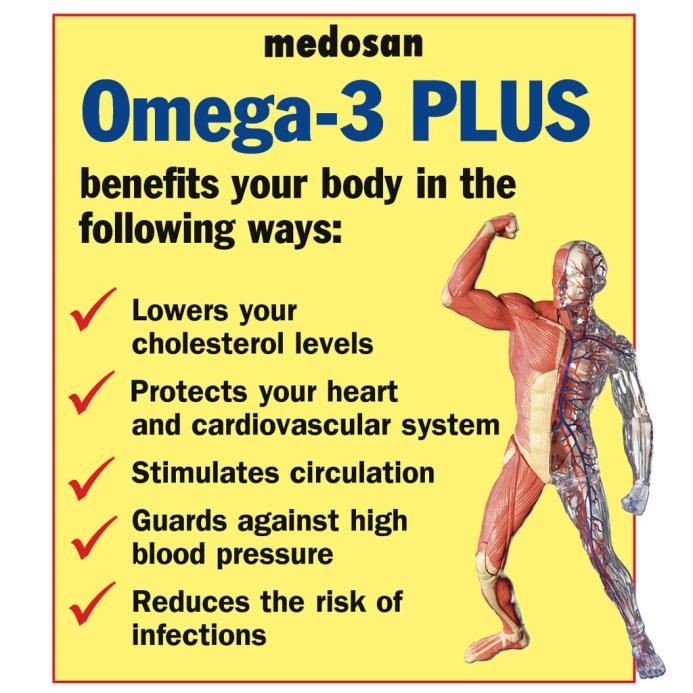 medosan
Omega-3 PLUS
benefits your body in the
following ways:
Lowers your
cholesterol levels
Protects your heart
and cardiovascular system
Stimulates circulation
Guards against high
blood pressure
Reduces the risk of
infections